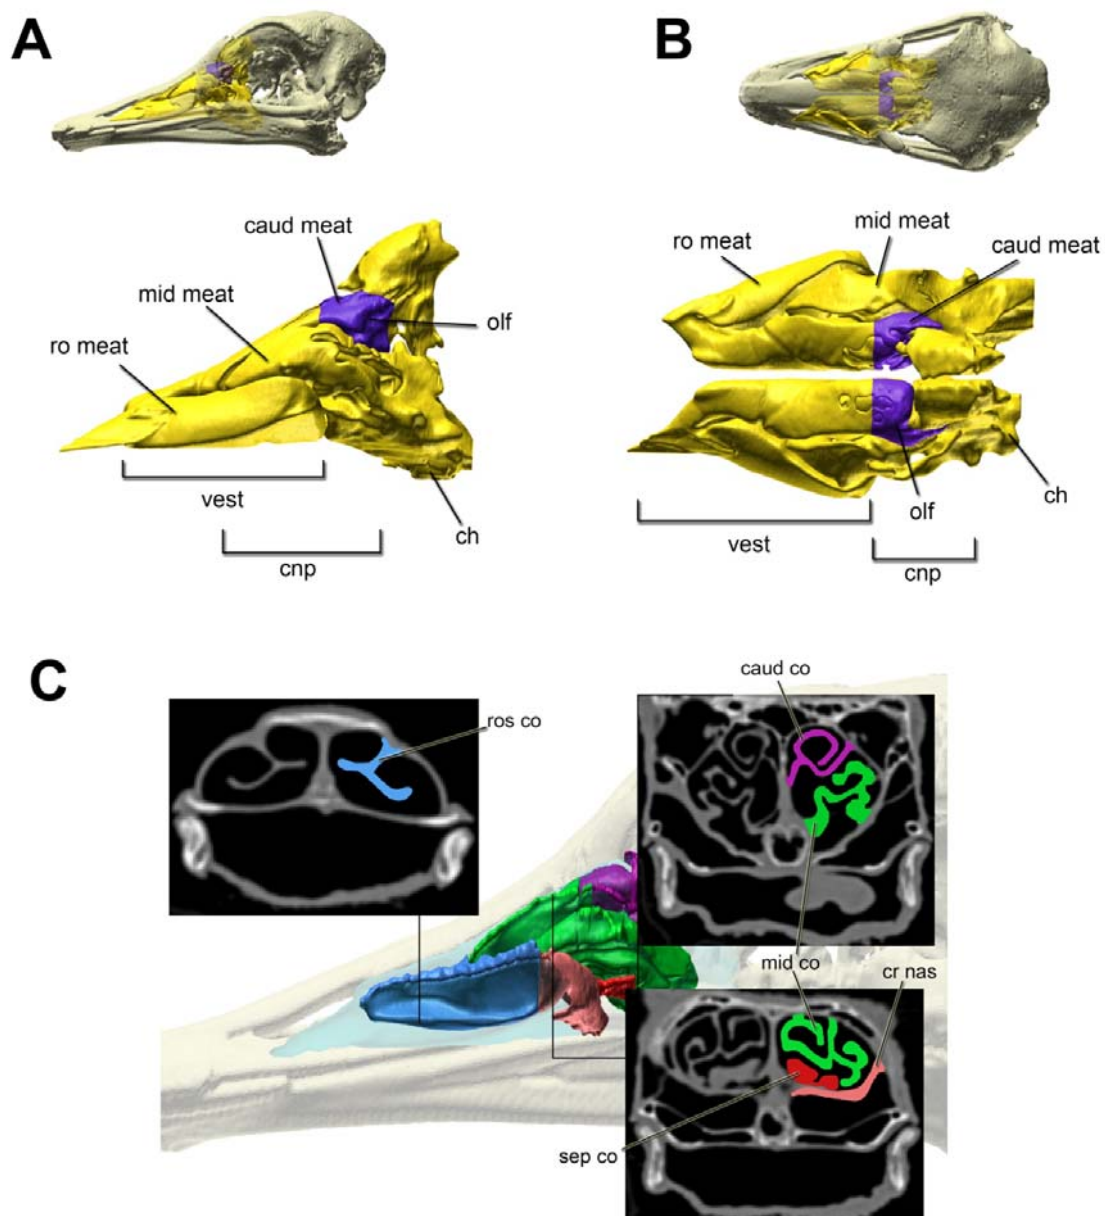 A
B
caud meat
mid meat
ro meat
olf
vest
ch
cnp
mid meat
ro meat
caud meat
ch
olf
vest
cnp
C
caud co
ros co
mid co
cr nas
sep co